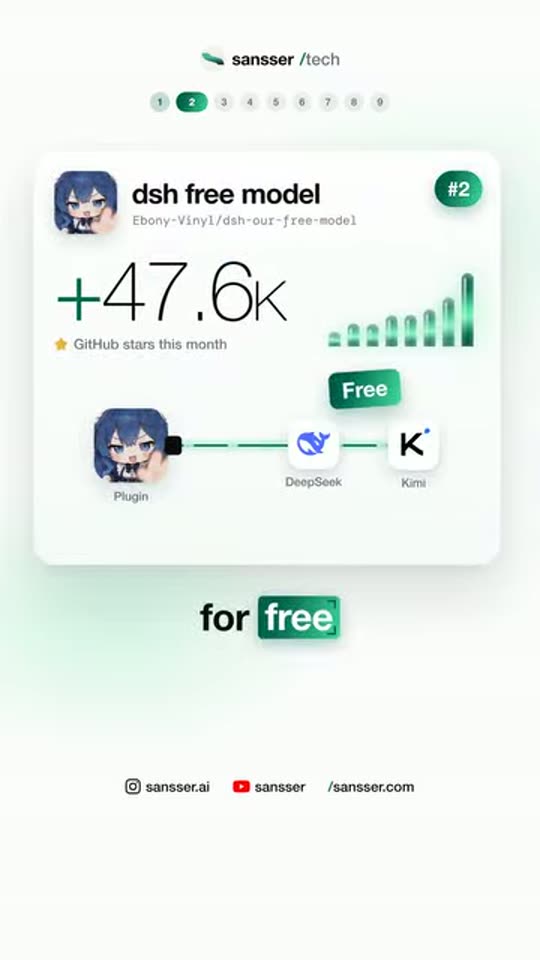 sansser /tech
1 2 3 4 5 6 7 8 9
dsh free model
#2
Ebony-Vinyl/dsh-our-free-model
+47.6K
GitHub stars this month
Free
K
Plugin
DeepSeek
Kimi
for free
sansser.ai sansser /sansser.com